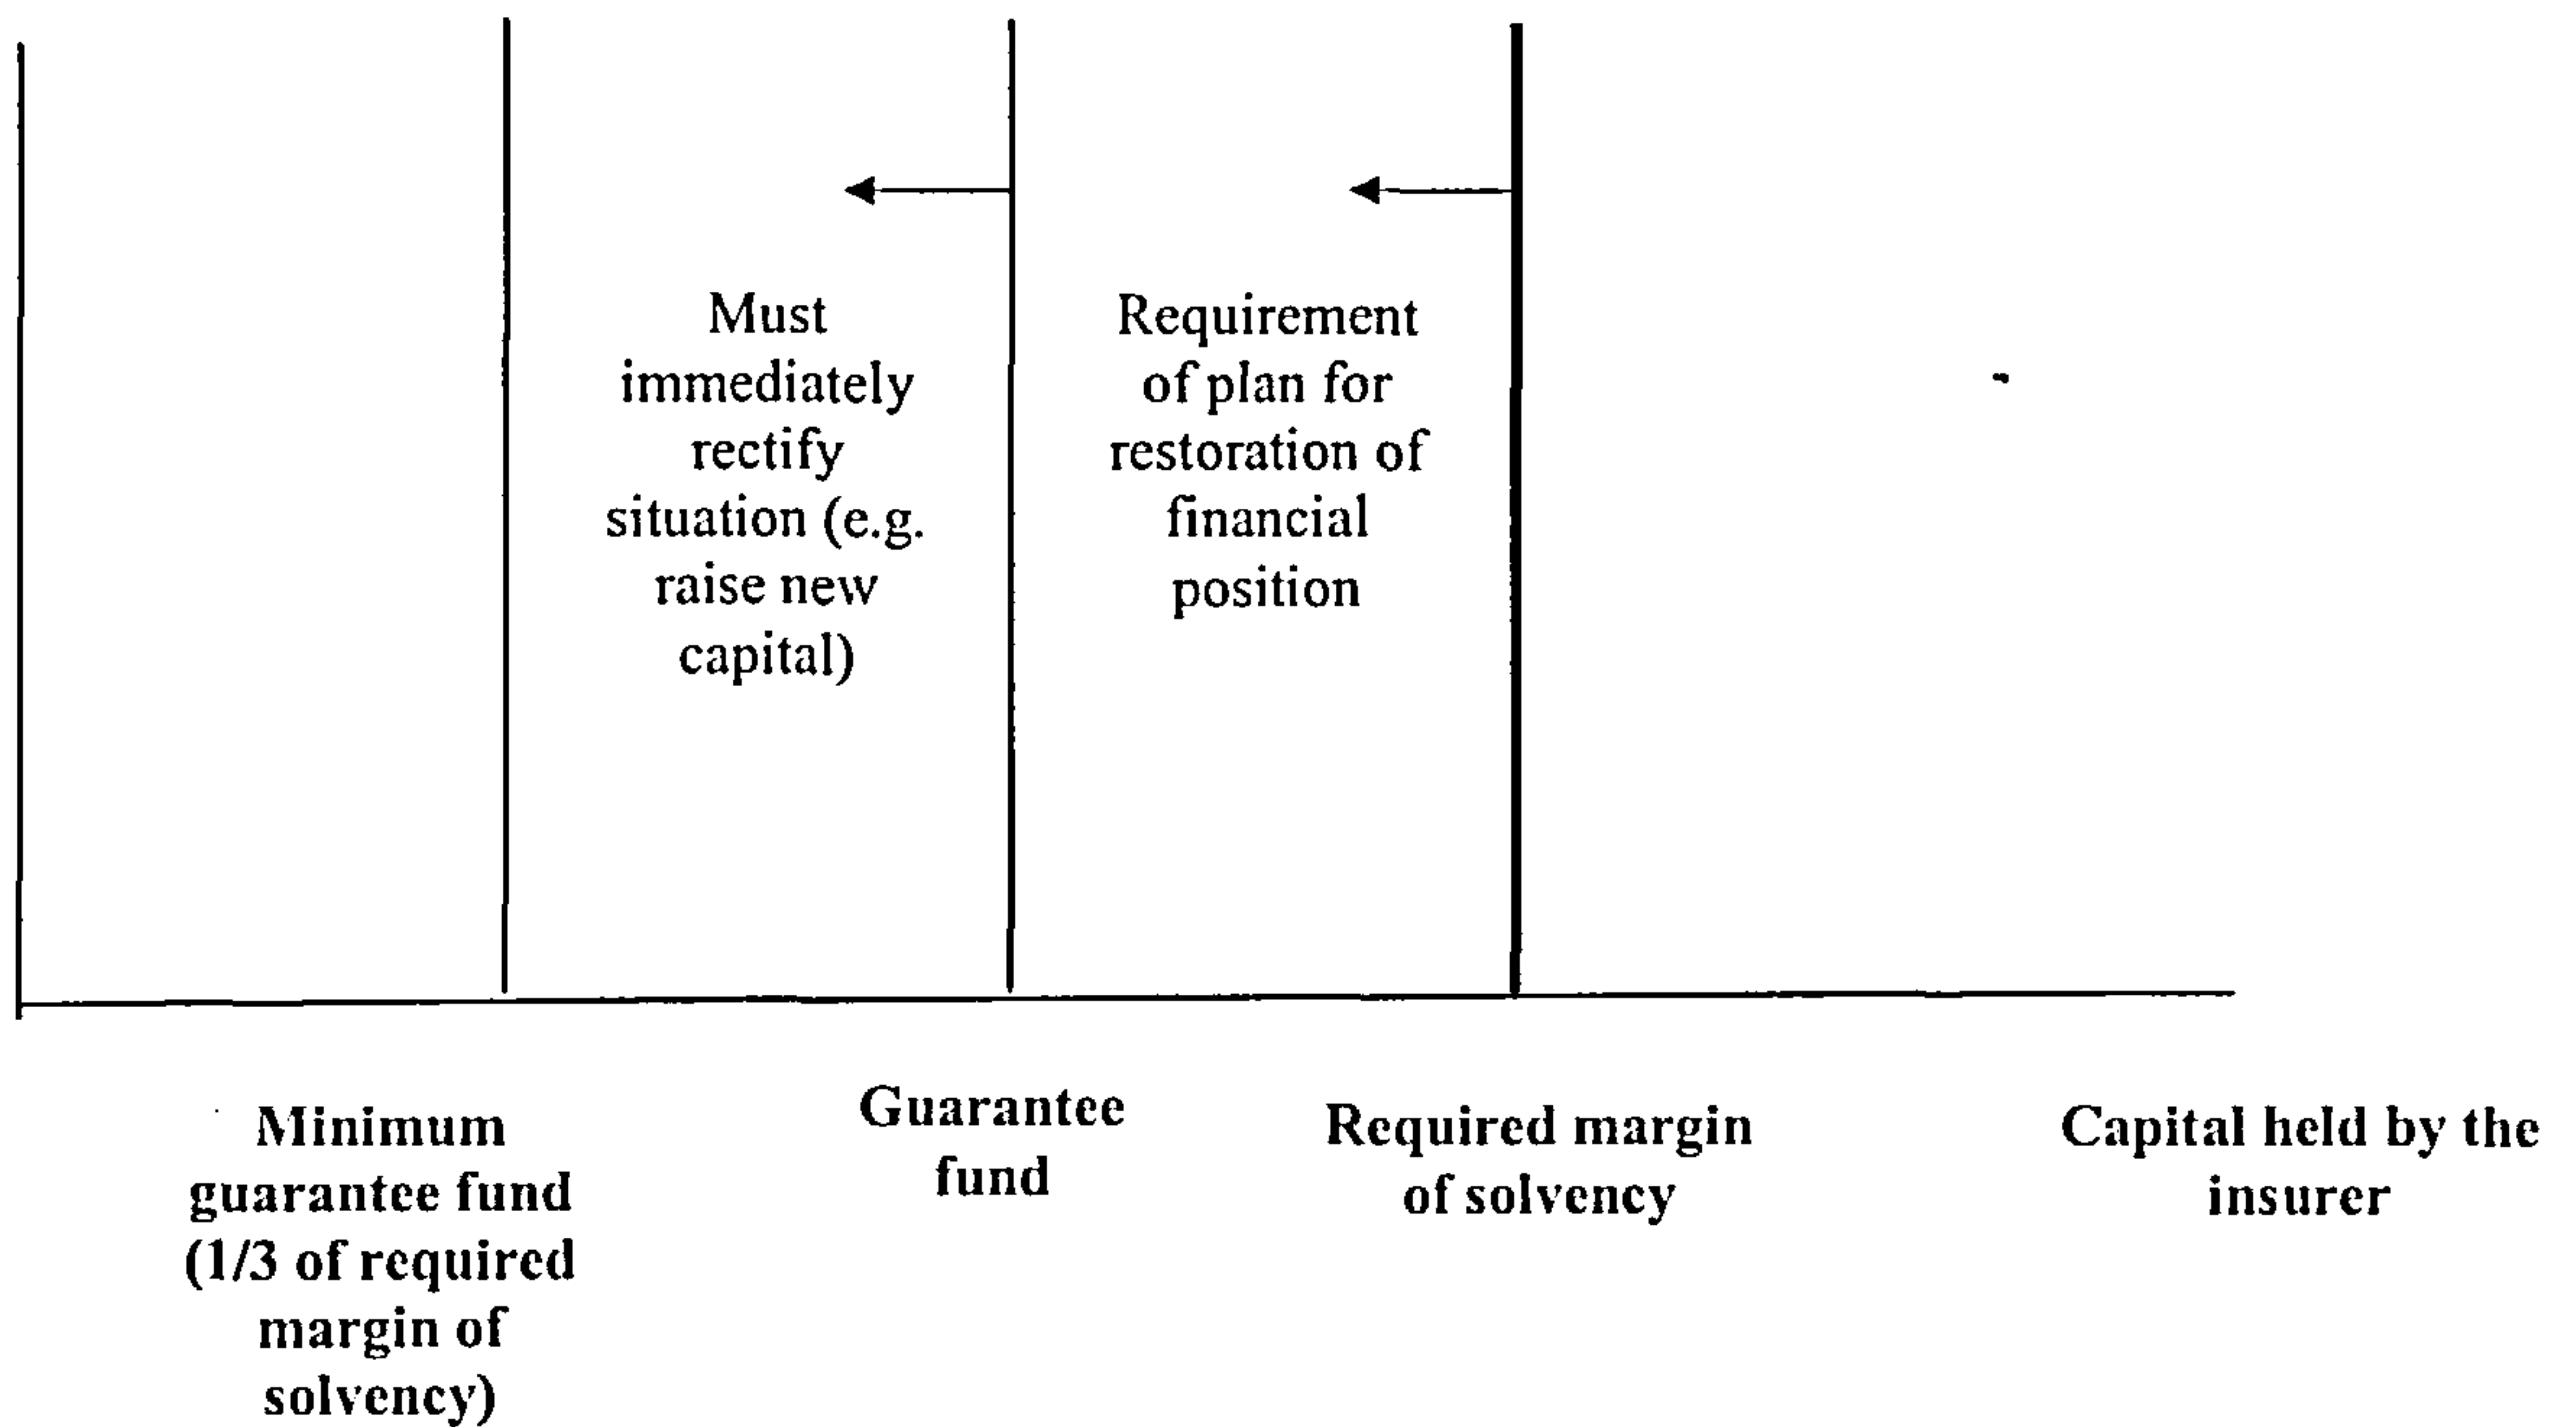 Must
immediately
rectify
situation (e.g.
raise new
capital)
Requirement
of plan for
restoration of
financial
position
Minimum
guarantee fund
(1/3 of required
margin of
solvency)
Guarantee
fund
Required margin
of solvency
Capital held by the
insurer